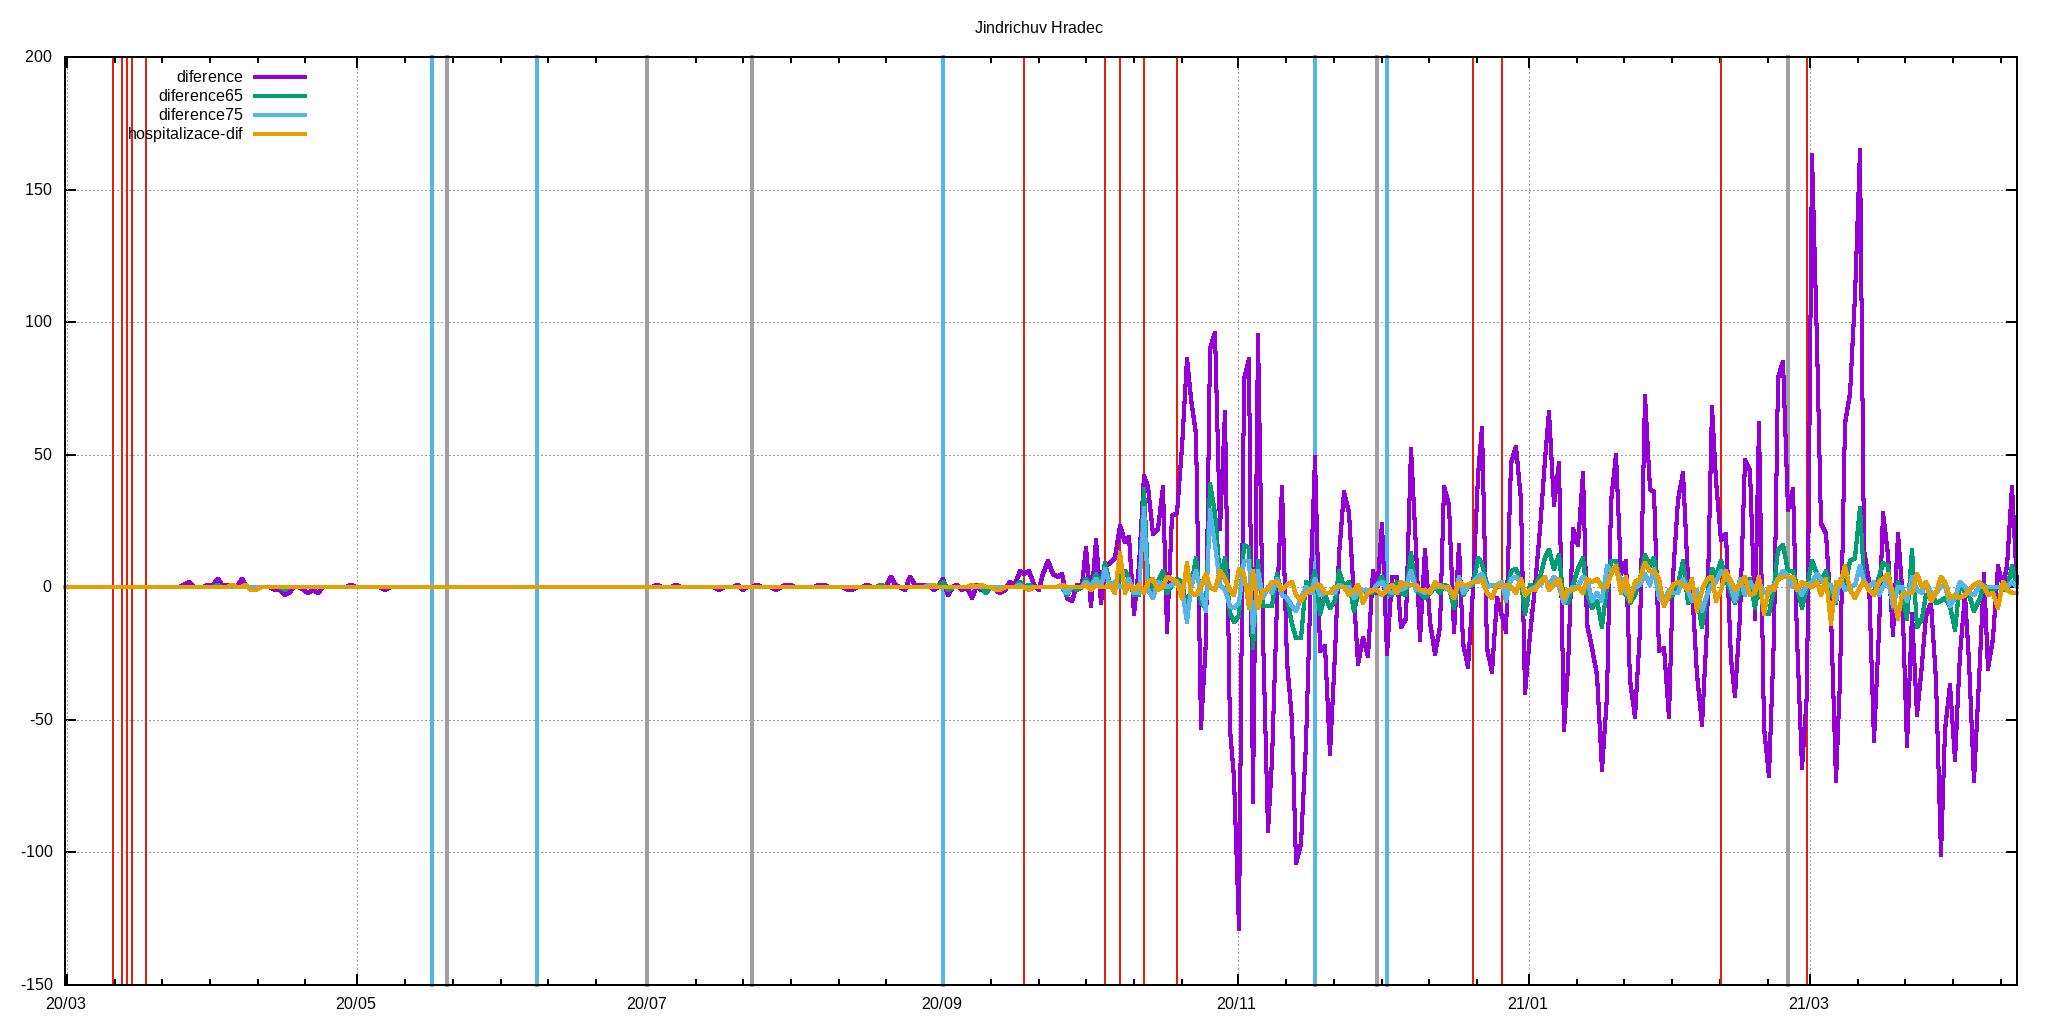 Jindrichuv Hradec
200
150
100
50
0
-50
-100
-150
diference
diference65
diference75
hospitalizace-dif
20/03 20/05 20/07 20/09 20/11 21/01 21/03